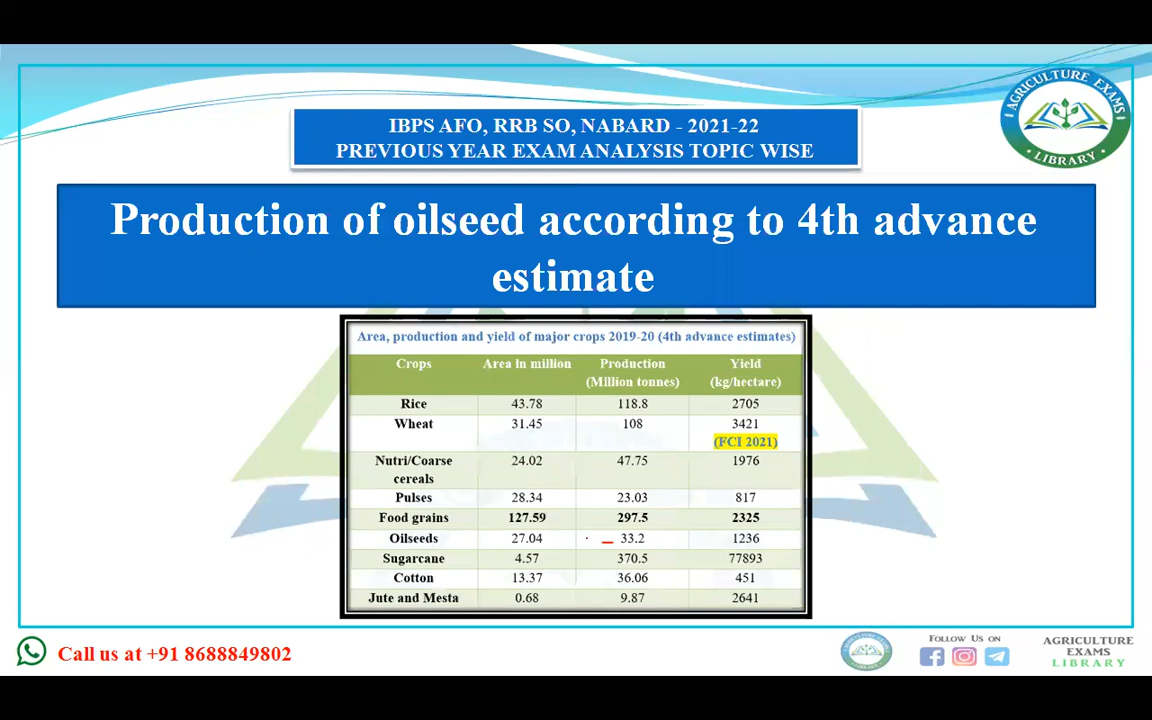 AGRICULTURE EXAMS
LIBRARY
IBPS AFO, RRB SO, NABARD - 2021-22
PREVIOUS YEAR EXAM ANALYSIS TOPIC WISE
Production of oilseed according to 4th advance
estimate
Area, production and yield of major crops 2019-20 (4th advance estimates)
Crops Area ln million Production Yield
(Million tonnes) (kg/hectare)
Rice 43.78 118.8 2705
Wheat 31.45 108 3421
(FCI 2021)
Nutri/Coarse 24.02 47.75 1976
cereals
Pulses 28.34 23.03 817
Food grains 127.59 297.5 2325
Oilseeds 27.04 33.2 1236
Sugarcane 4.57 370.5 77893
Cotton 13.37 36.06 451
Jute and Mesta 0.68 9.87 2641
Call us at +91 8688849802
Follow Us on
AGRICULTURE
EXAMS
LIBRARY